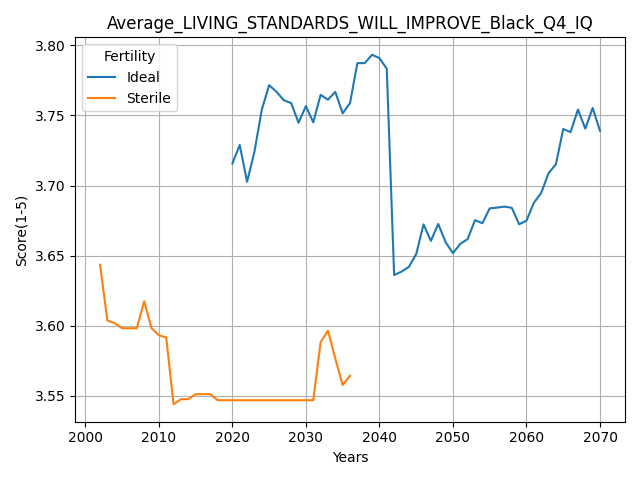 Average_LIVING_STANDARDS_WILL_IMPROVE_Black_Q4_IQ
Fertility
Ideal
Sterile
Score(1-5)
3.80
3.75
3.70
3.65
3.60
3.55
2000 2010 2020 2030 2040 2050 2060 2070
Years